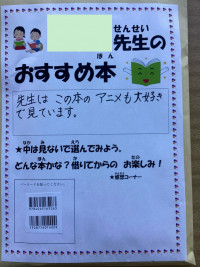 せんせい
先生の
ほん
おすすめ本
先生は この本の アニメも大好き
で見ています。
なか み えら
★中は見ないで選んでみよう。
ほん か たの
どんな本かな？借りてからの お楽しみ！
★感想コーナー